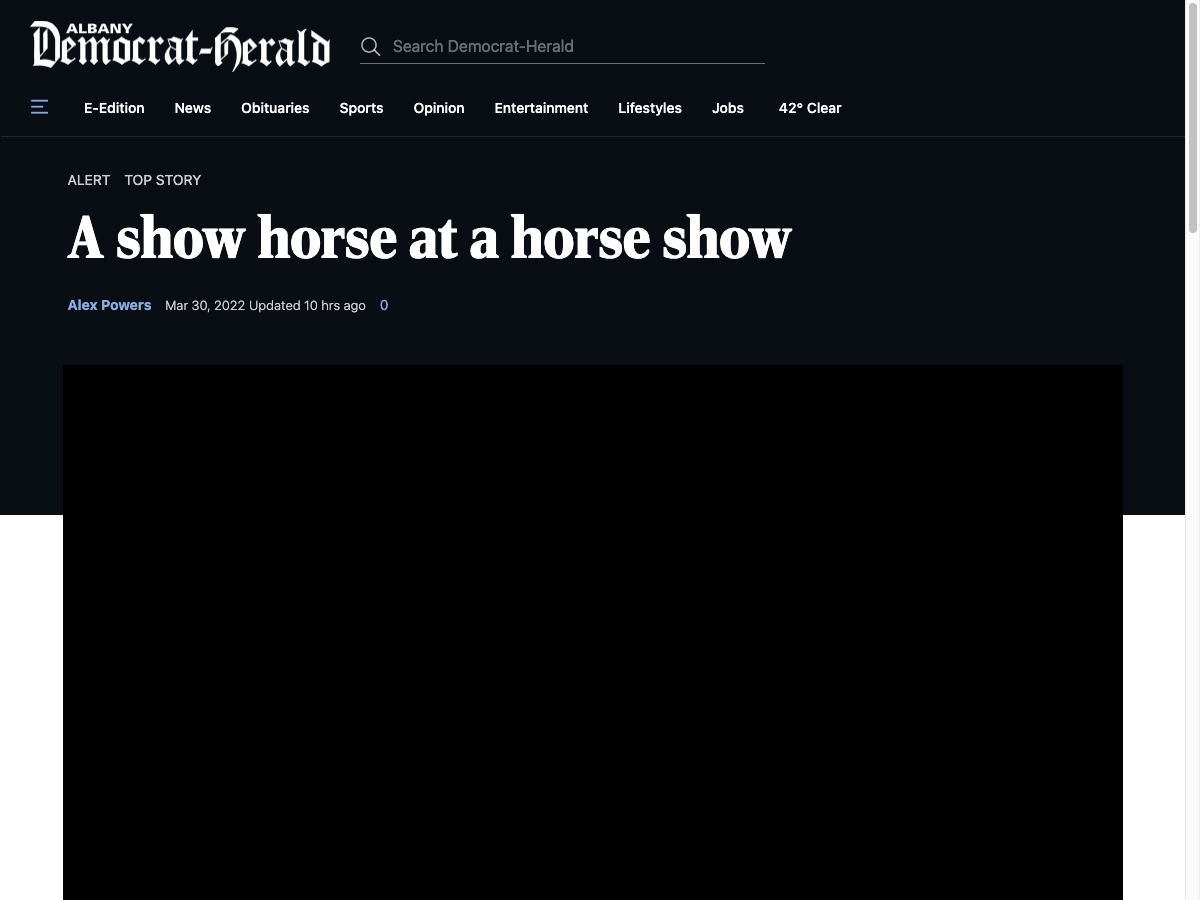 ALBANY
Democrat-Herald
Search Democrat-Herald
E-Edition News Obituaries Sports Opinion Entertainment Lifestyles Jobs 42° Clear
ALERT TOP STORY
A show horse at a horse show
Alex Powers Mar 30, 2022 Updated 10 hrs ago 0